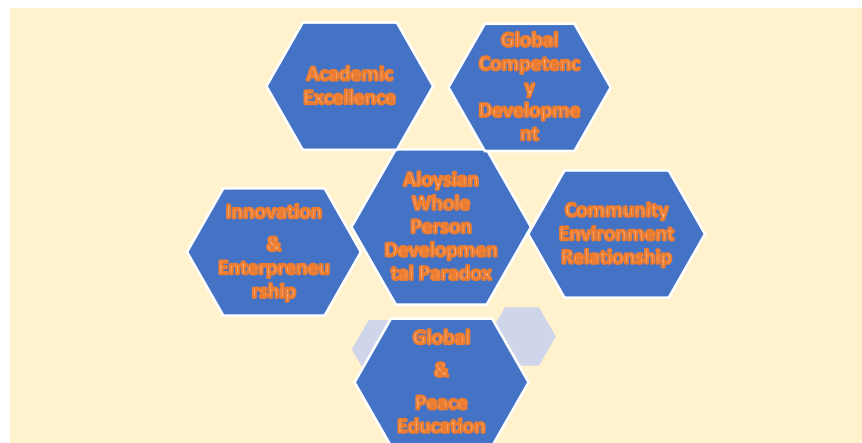 Academic
Excellence
Global
Competenc
y
Developme
nt
Aloysian
Whole
Person
Developmen
tal Paradox
Innovation
&
Enterpreneu
rship
Community
Environment
Relationship
Global
&
Peace
Education